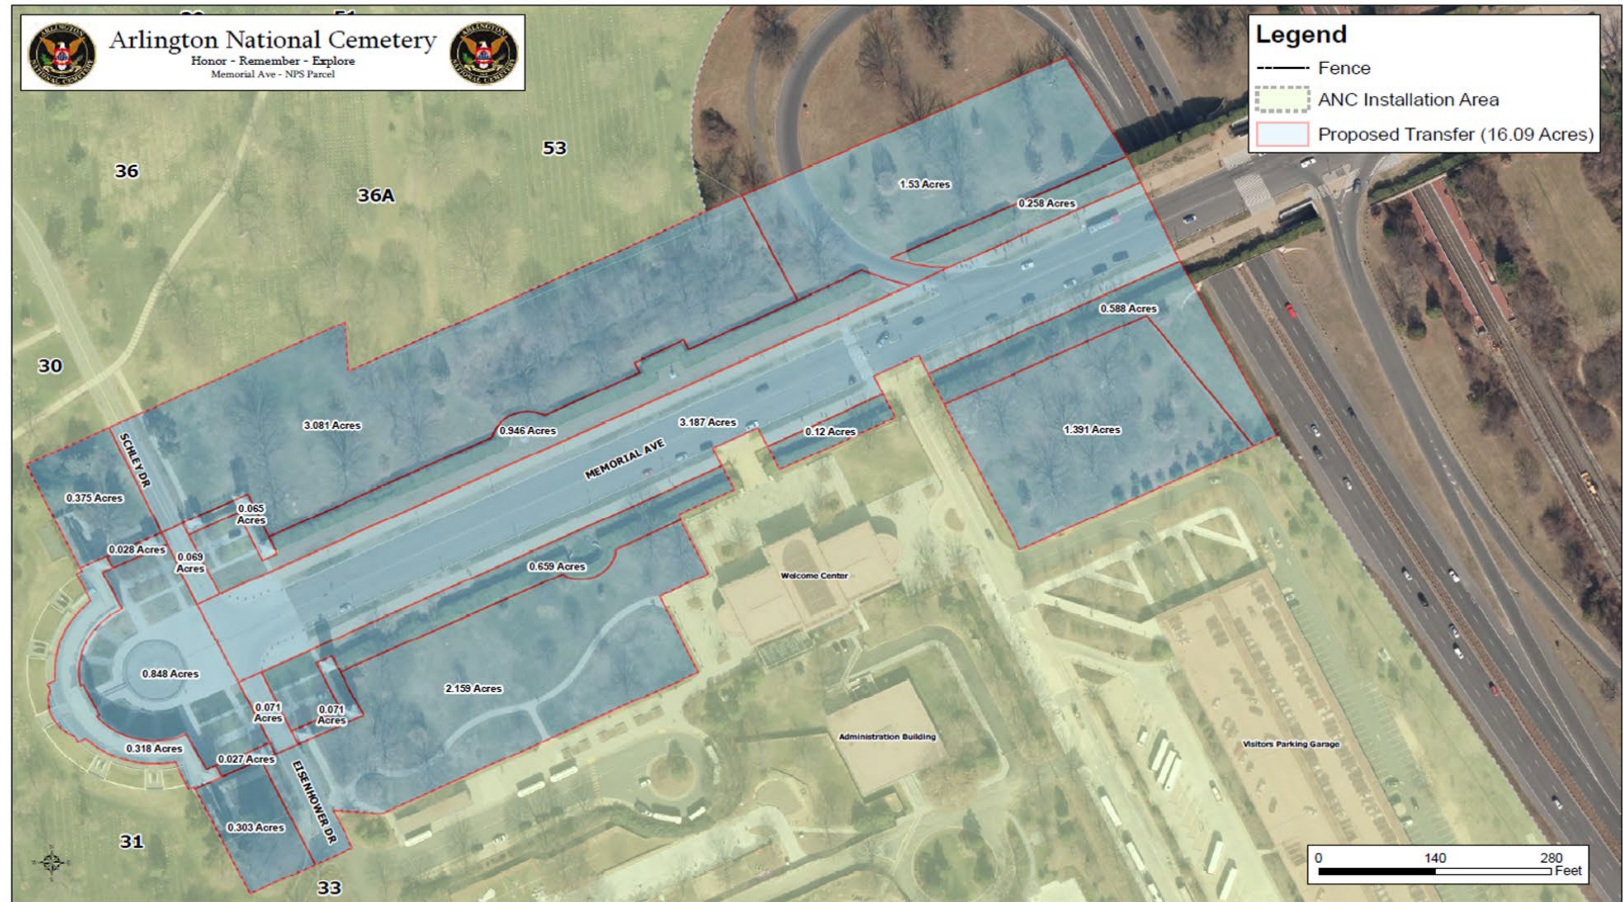 Arlington National Cemetery
Honor - Remember - Explore
Memorial Ave - NPS Parcel
Legend
Fence
ANC Installation Area
Proposed Transfer (16.09 Acres)
51
53
36
36A
1.53 Acres
0.258 Acres
0.588 Acres
30
3.081 Acres
0.946 Acres
3.187 Acres
0.12 Acres
1.391 Acres
MEMORIAL AVE
SCHLEY DR
0.375 Acres
0.065
Acres
0.028 Acres
0.069
Acres
0.659 Acres
Welcome Center
0.848 Acres
2.159 Acres
0.071
Acres
0.071
Acres
0.318 Acres
0.027 Acres
Administration Building
Visitors Parking Garage
EISENHOWER DR
0.303 Acres
31
33
0 140 280
Feet